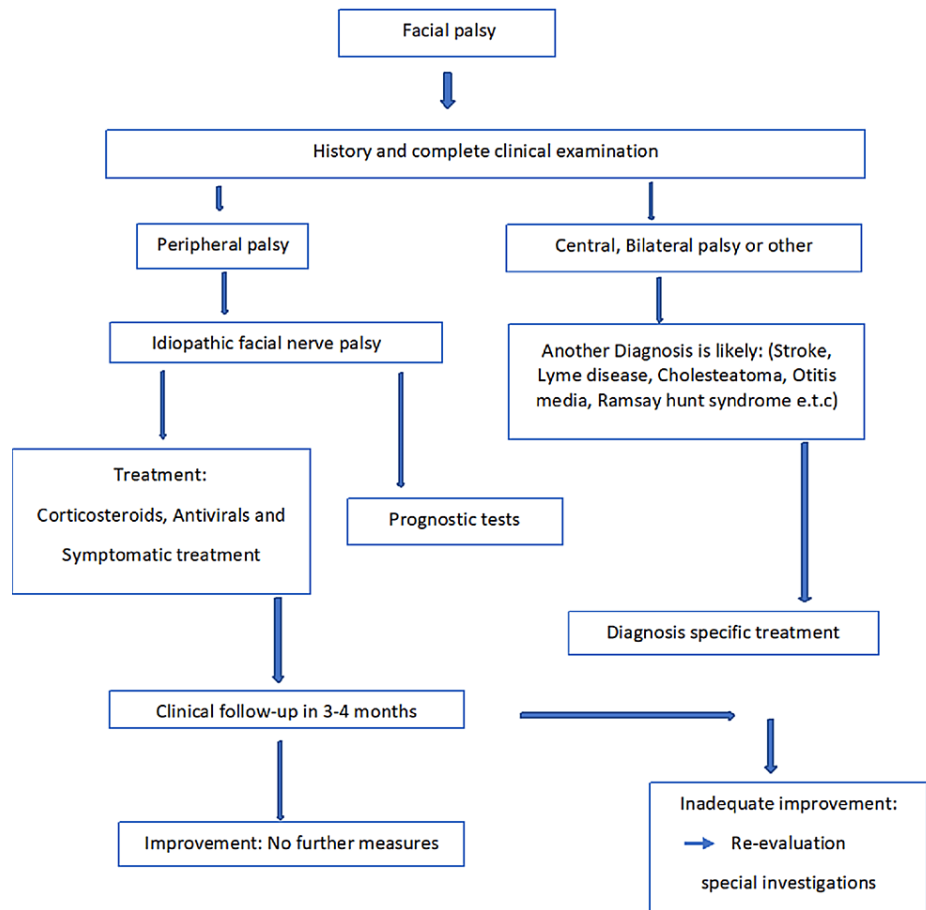 Facial palsy
History and complete clinical examination
Peripheral palsy
Central, Bilateral palsy or other
Idiopathic facial nerve palsy
Another Diagnosis is likely: (Stroke,
Lyme disease, Cholesteatoma, Otitis
media, Ramsay hunt syndrome e.t.c)
Treatment:
Corticosteroids, Antivirals and
Symptomatic treatment
Prognostic tests
Diagnosis specific treatment
Clinical follow-up in 3-4 months
Improvement: No further measures
Inadequate improvement:
Re-evaluation
special investigations